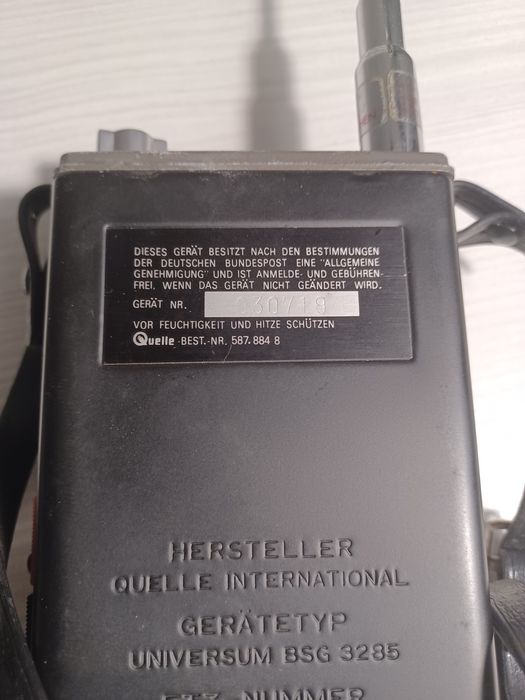 DIESES GERÄT BESITZT NACH DEN BESTIMMUNGEN
DER DEUTSCHEN BUNDESPOST EINE "ALLGEMEINE
GENEHMIGUNG" UND IST ANMELDE- UND GEBÜHREN-
FREI, WENN DAS GERÄT NICHT GEÄNDERT WIRD.
GERÄT NR.
VOR FEUCHTIGKEIT UND HITZE SCHÜTZEN
Quelle-BEST.-NR. 587.884 8
HERSTELLER
QUELLE INTERNATIONAL
GERÄTETYP
UNIVERSUM BSG 3285
FTZ-NUMMER